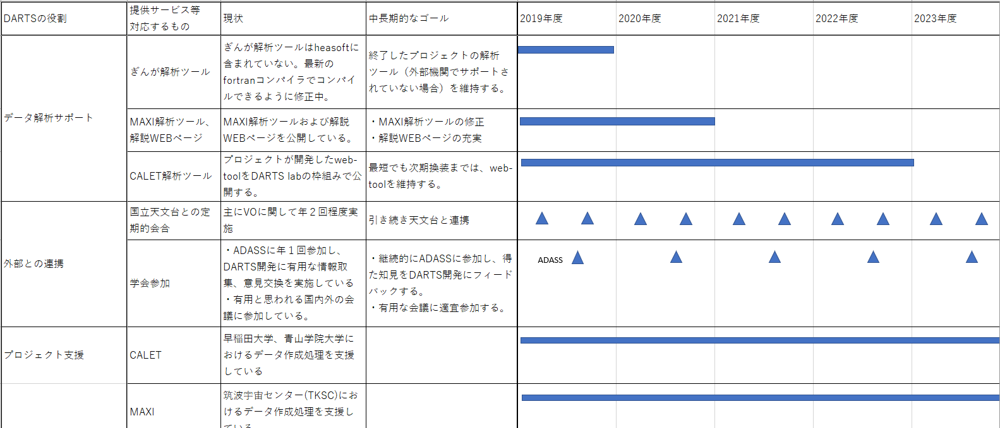 DARTSの役割
提供サービス等
対応するもの
現状
中長期的なゴール
2019年度
2020年度
2021年度
2022年度
2023年度
データ解析サポート
ぎんが解析ツール
ぎんが解析ツールはheasoftに
含まれていない。最新の
fortranコンパイラでコンパイ
ルできるように修正中。
終了したプロジェクトの解析
ツール（外部機関でサポートさ
れていない場合）を維持する。
MAXI解析ツール、
解説WEBページ
MAXI解析ツールおよび解説
WEBページを公開している。
・MAXI解析ツールの修正
・解説WEBページの充実
CALET解析ツール
プロジェクトが開発したweb-
toolをDARTS labの枠組みで公
開する。
最短でも次期換装までは、web-
toolを維持する。
外部との連携
国立天文台との定
期的会合
主にVOに関して年２回程度実
施
引き続き天文台と連携
学会参加
・ADASSに年１回参加し、
DARTS開発に有用な情報取
集、意見交換を実施している
・有用と思われる国内外の会
議に参加している。
・継続的にADASSに参加し、得
た知見をDARTS開発にフィード
バックする。
・有用な会議に適宜参加する。
ADASS
プロジェクト支援
CALET
早稲田大学、青山学院大学に
おけるデータ作成処理を支援
している
MAXI
筑波宇宙センター(TKSC)にお
けるデータ作成処理を支援し
ている